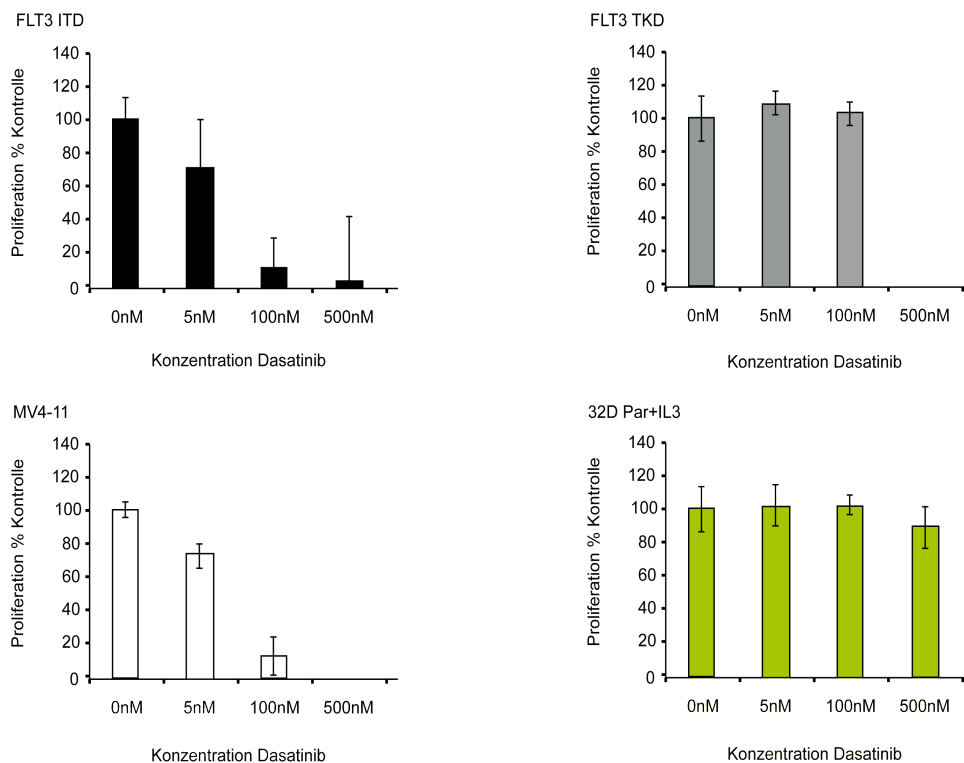 FLT3 ITD
Proliferation % Kontrolle
140
120
100
80
60
40
20
0
0nM 5nM 100nM 500nM
Konzentration Dasatinib
FLT3 TKD
Proliferation % Kontrolle
140
120
100
80
60
40
20
0
0nM 5nM 100nM 500nM
Konzentration Dasatinib
MV4-11
Proliferation % Kontrolle
140
120
100
80
60
40
20
0
0nM 5nM 100nM 500nM
Konzentration Dasatinib
32D Par+IL3
Proliferation % Kontrolle
140
120
100
80
60
40
20
0
0nM 5nM 100nM 500nM
Konzentration Dasatinib